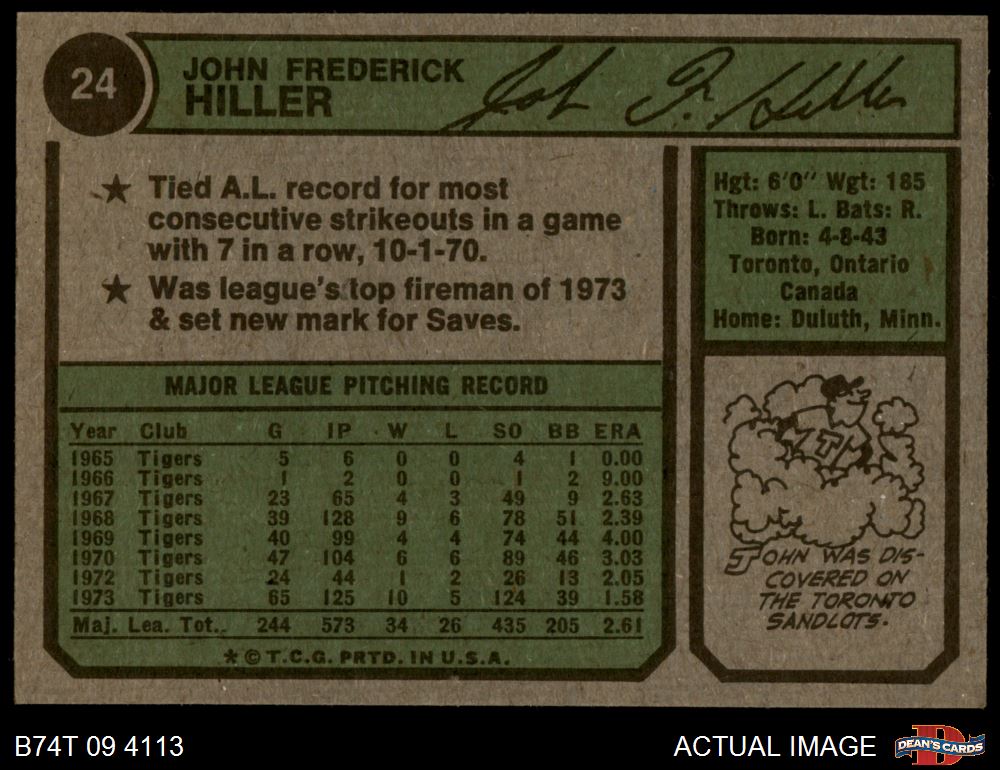 24
JOHN FREDERICK
HILLER
John F. Hiller
★ Tied A.L. record for most
consecutive strikeouts in a game
with 7 in a row, 10-1-70.
★ Was league's top fireman of 1973
& set new mark for Saves.
Hgt: 6'0" Wgt: 185
Throws: L. Bats: R.
Born: 4-8-43
Toronto, Ontario
Canada
Home: Duluth, Minn.
MAJOR LEAGUE PITCHING RECORD
Year Club G IP W L SO BB ERA
1965 Tigers 5 6 0 0 4 1 0.00
1966 Tigers 1 2 0 0 1 2 9.00
1967 Tigers 23 65 4 3 49 9 2.63
1968 Tigers 39 128 9 6 78 51 2.39
1969 Tigers 40 99 4 4 74 44 4.00
1970 Tigers 47 104 6 6 89 46 3.03
1972 Tigers 24 44 1 2 26 13 2.05
1973 Tigers 65 125 10 5 124 39 1.58
Maj. Lea. Tot.. 244 573 34 26 435 205 2.61
* © T.C.G. PRTD. IN U.S.A.
JOHN WAS DIS-
COVERED ON
THE TORONTO
SANDLOTS.
B74T 09 4113
ACTUAL IMAGE
D
DEAN'S CARDS